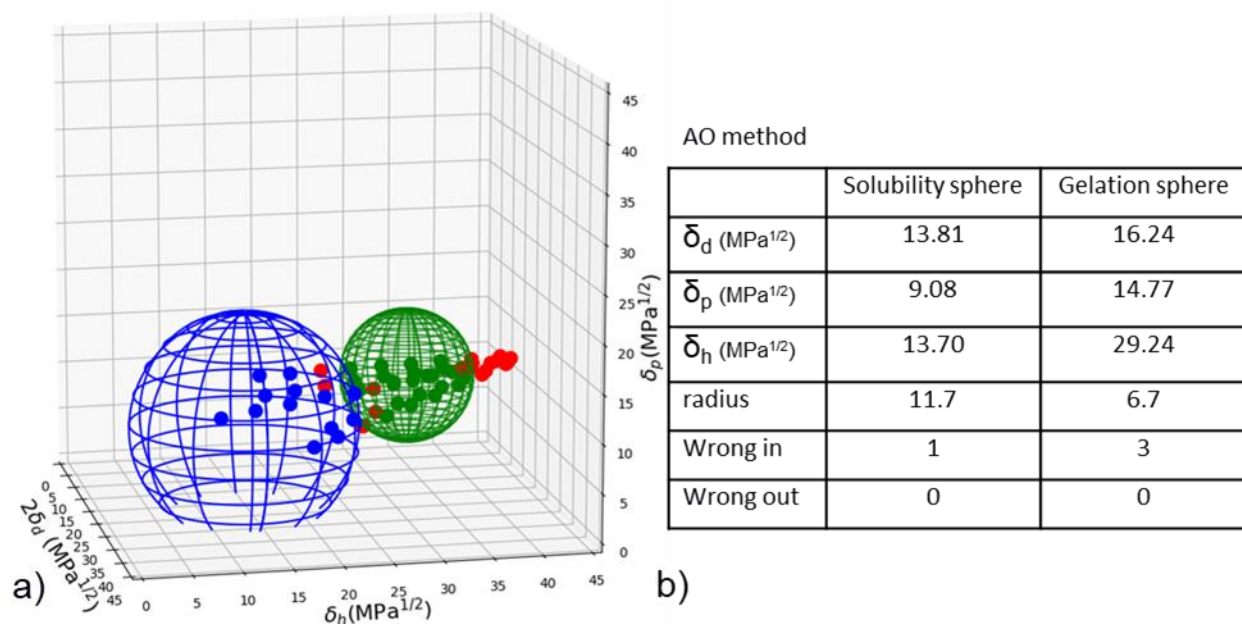 45
40
35
30
25
20
15
10
5
0
δp(MPa1/2)
0
5
10
15
20
25
30
35
40
45
2δd (MPa1/2)
0
5
10
15
20
25
30
35
40
45
δh(MPa1/2)
a)
AO method
Solubility sphere Gelation sphere
δd (MPa1/2) 13.81 16.24
δp (MPa1/2) 9.08 14.77
δh (MPa1/2) 13.70 29.24
radius 11.7 6.7
Wrong in 1 3
Wrong out 0 0
b)